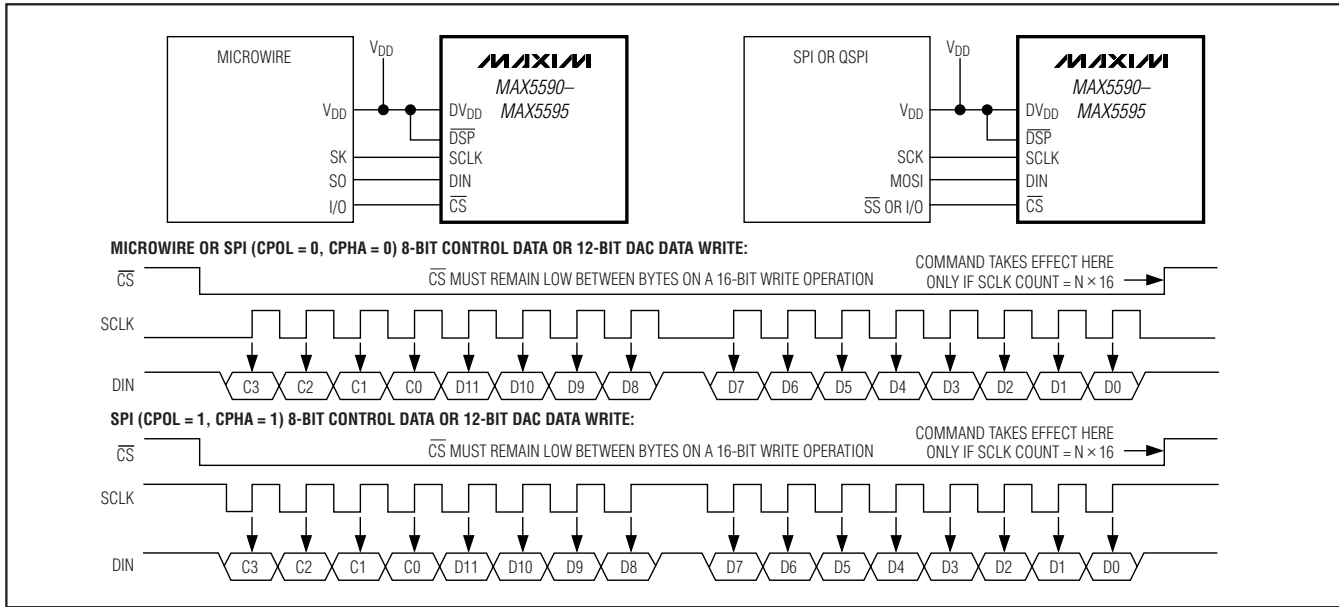 MICROWIRE
VDD
MAXIM
MAX5590–
MAX5595
VDD
DVDD
DSP
SK
SCLK
SO
DIN
I/O
CS
SPI OR QSPI
VDD
MAXIM
MAX5590–
MAX5595
VDD
DVDD
DSP
SCK
SCLK
MOSI
DIN
SS OR I/O
CS
MICROWIRE OR SPI (CPOL = 0, CPHA = 0) 8-BIT CONTROL DATA OR 12-BIT DAC DATA WRITE:
CS
CS MUST REMAIN LOW BETWEEN BYTES ON A 16-BIT WRITE OPERATION
COMMAND TAKES EFFECT HERE
ONLY IF SCLK COUNT = N × 16
SCLK
DIN
C3 C2 C1 C0 D11 D10 D9 D8 D7 D6 D5 D4 D3 D2 D1 D0
SPI (CPOL = 1, CPHA = 1) 8-BIT CONTROL DATA OR 12-BIT DAC DATA WRITE:
CS
CS MUST REMAIN LOW BETWEEN BYTES ON A 16-BIT WRITE OPERATION
COMMAND TAKES EFFECT HERE
ONLY IF SCLK COUNT = N × 16
SCLK
DIN
C3 C2 C1 C0 D11 D10 D9 D8 D7 D6 D5 D4 D3 D2 D1 D0